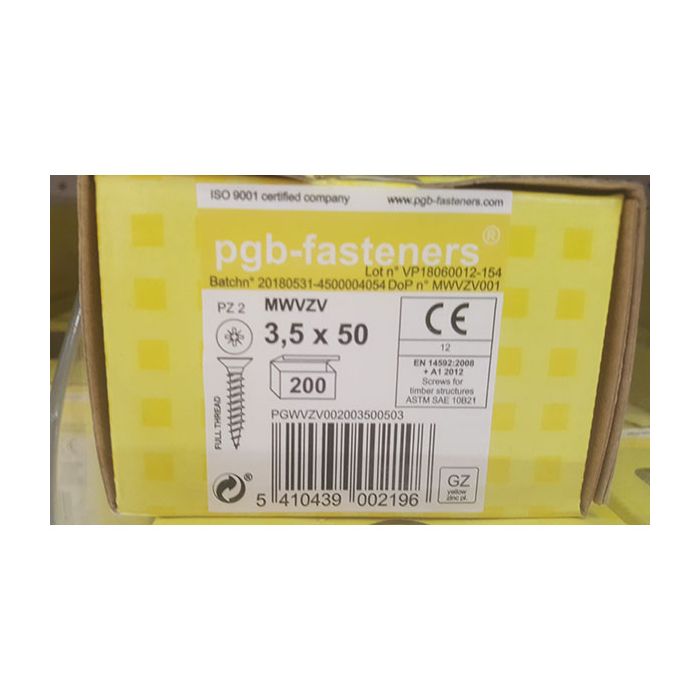 ISO 9001 certified company www.pgb-fasteners.com
pgb-fasteners®
Lot n° VP18060012-154
Batchn° 20180531-4500004054 DoP n° MWVZV001
PZ 2 MWVZV
3,5 x 50
200
FULL THREAD
CE
12
EN 14592:2008
+ A1 2012
Screws for
timber structures
ASTM SAE 10B21
PGWVZV002003500503
5 410439 002196
GZ
yellow
zinc pl.